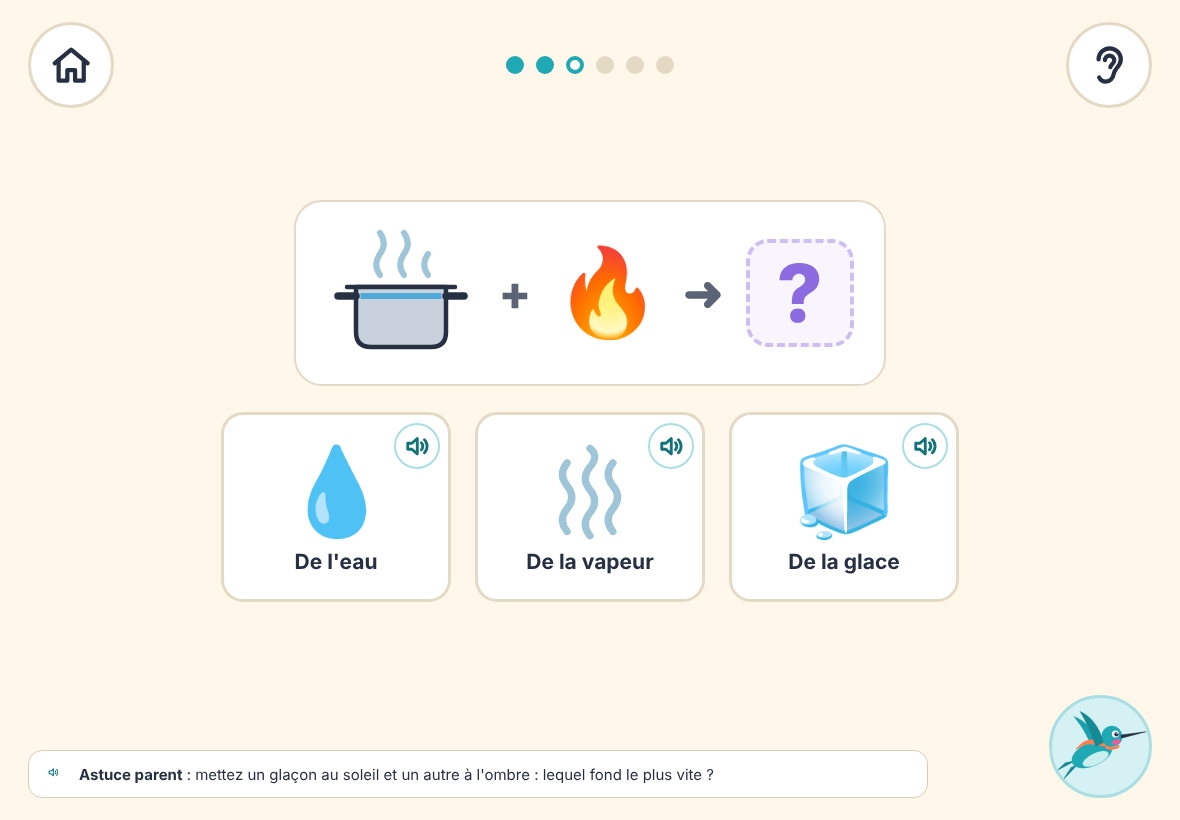 +
?
De l'eau
De la vapeur
De la glace
Astuce parent : mettez un glaçon au soleil et un autre à l'ombre : lequel fond le plus vite ?